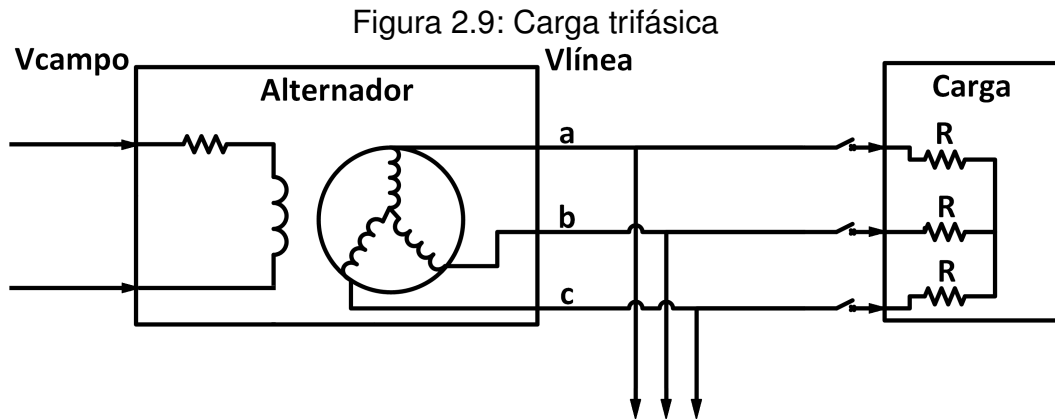 Figura 2.9: Carga trifásica
Vcampo
Vlínea
Alternador
Carga
a
R
b
R
c
R